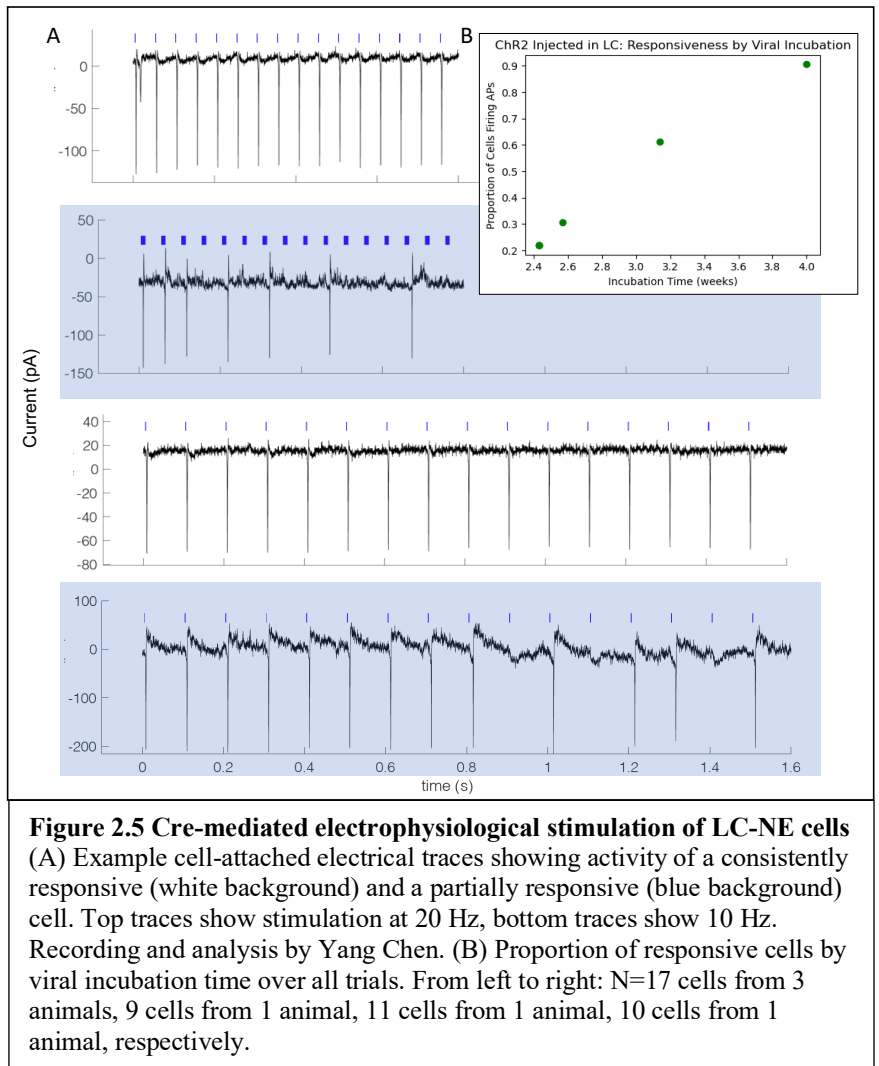 A
B
ChR2 Injected in LC: Responsiveness by Viral Incubation
Proportion of Cells Firing APs
0.9
0.8
0.7
0.6
0.5
0.4
0.3
0.2
2.4 2.6 2.8 3.0 3.2 3.4 3.6 3.8 4.0
Incubation Time (weeks)
Current (pA)
0
-50
-100
50
0
-50
-100
-150
40
20
0
-20
-40
-60
-80
100
0
-100
-200
0 0.2 0.4 0.6 0.8 1 1.2 1.4 1.6
time (s)
Figure 2.5 Cre-mediated electrophysiological stimulation of LC-NE cells
(A) Example cell-attached electrical traces showing activity of a consistently
responsive (white background) and a partially responsive (blue background)
cell. Top traces show stimulation at 20 Hz, bottom traces show 10 Hz.
Recording and analysis by Yang Chen. (B) Proportion of responsive cells by
viral incubation time over all trials. From left to right: N=17 cells from 3
animals, 9 cells from 1 animal, 11 cells from 1 animal, 10 cells from 1
animal, respectively.